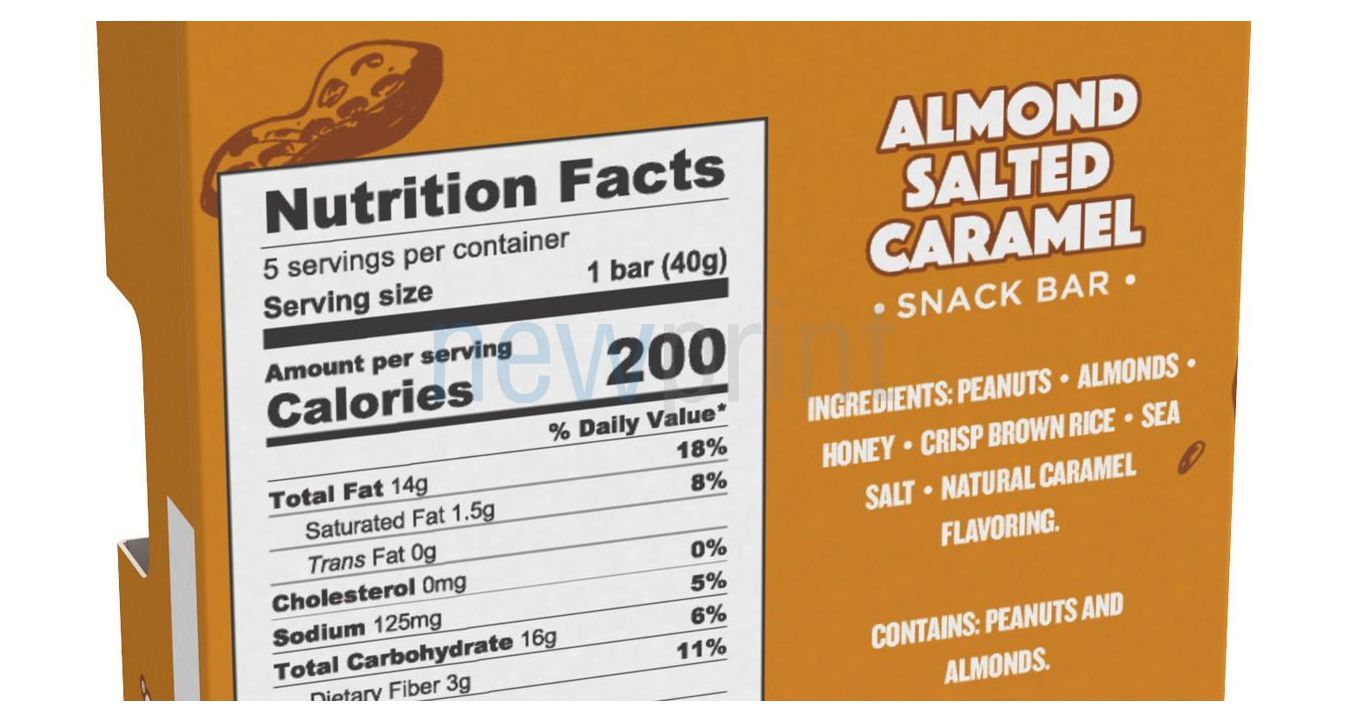 Nutrition Facts
5 servings per container
Serving size 1 bar (40g)
Amount per serving
Calories 200
% Daily Value*
Total Fat 14g 18%
Saturated Fat 1.5g 8%
Trans Fat 0g
Cholesterol 0mg 0%
Sodium 125mg 5%
Total Carbohydrate 16g 6%
Dietary Fiber 3g 11%
ALMOND
SALTED
CARAMEL
• SNACK BAR •
INGREDIENTS: PEANUTS • ALMONDS •
HONEY • CRISP BROWN RICE • SEA
SALT • NATURAL CARAMEL
FLAVORING.
CONTAINS: PEANUTS AND
ALMONDS.
newprint